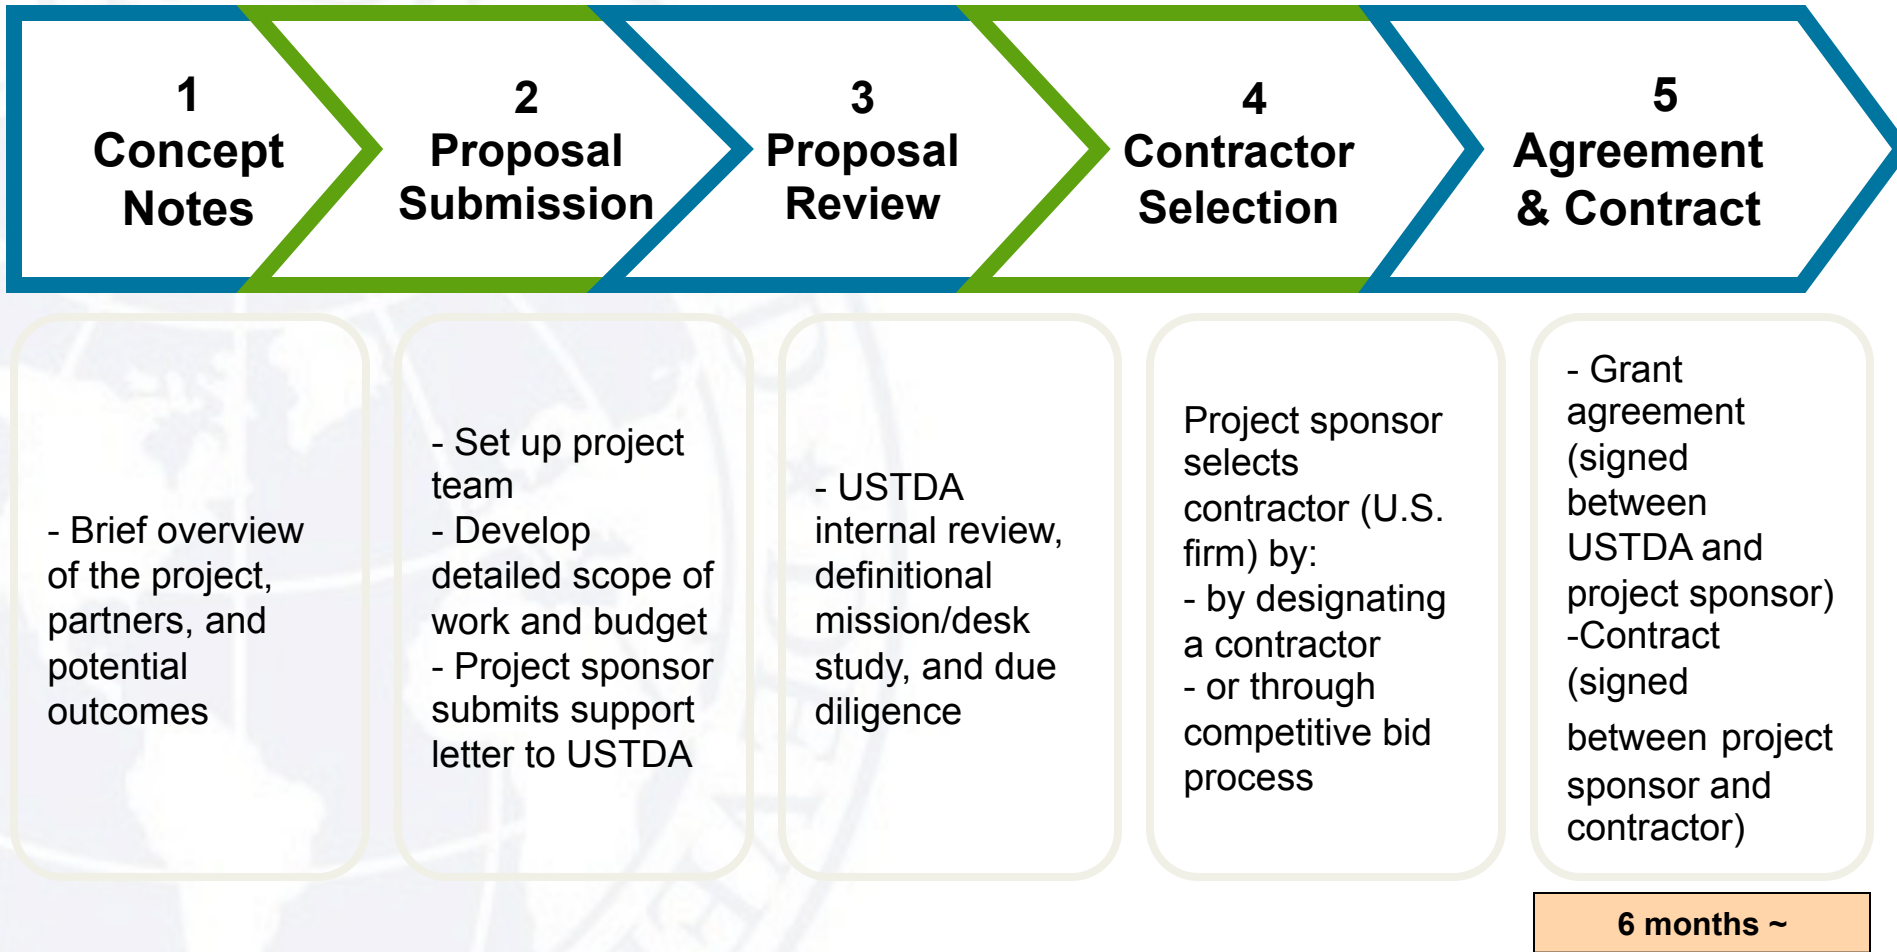 1
Concept
Notes
2
Proposal
Submission
3
Proposal
Review
4
Contractor
Selection
5
Agreement
& Contract
- Brief overview
of the project,
partners, and
potential
outcomes
- Set up project
team
- Develop
detailed scope of
work and budget
- Project sponsor
submits support
letter to USTDA
- USTDA
internal review,
definitional
mission/desk
study, and due
diligence
Project sponsor
selects
contractor (U.S.
firm) by:
- by designating
a contractor
- or through
competitive bid
process
- Grant
agreement
(signed
between
USTDA and
project sponsor)
-Contract
(signed
between project
sponsor and
contractor)
6 months ~